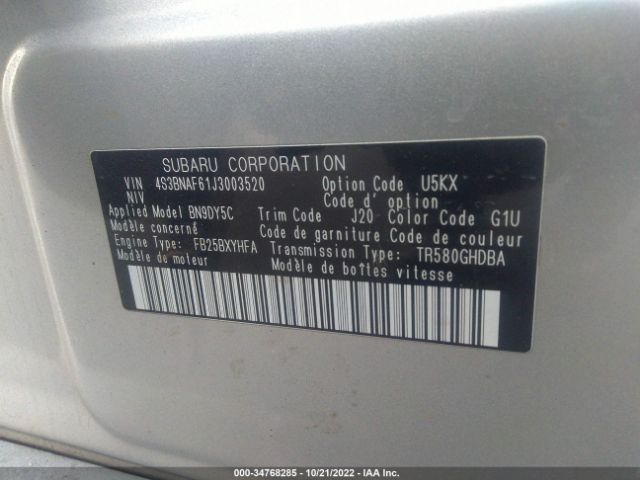 SUBARU CORPORATION
VIN 4S3BNAF61J3003520 Option Code U5KX
NIV Code d' option
Applied Model BN9DY5C Trim Code J20 Color Code G1U
Modèle concerné Code de garniture Code de couleur
Engine Type: FB25BXYHFA Transmission Type: TR580GHDBA
Modèle de moteur Modèle de boîtes vitesse
000-34768285 - 10/21/2022 - IAA Inc.